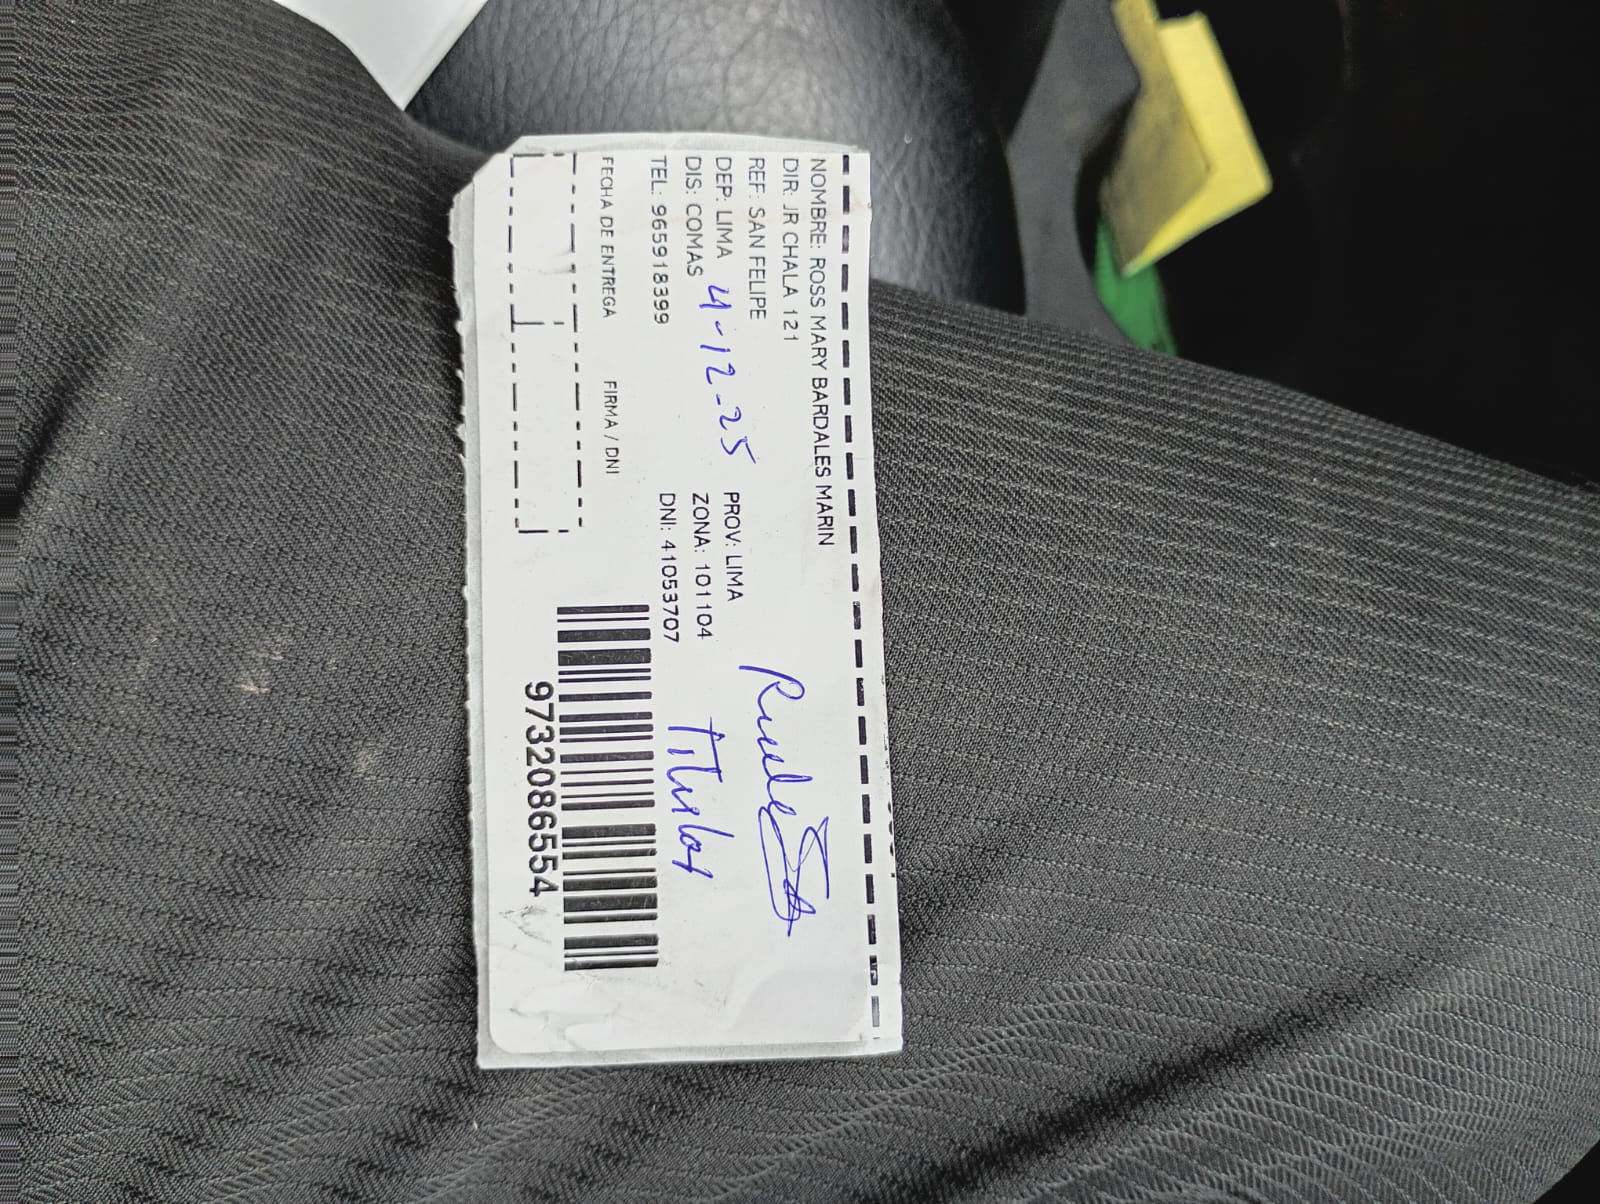 NOMBRE: ROSS MARY BARDALES MARIN
DIR: JR CHALA 121
REF: SAN FELIPE
DEP: LIMA PROV: LIMA
DIS: COMAS ZONA: 101104
TEL: 965918399 DNI: 41053707
4-12-25
Titular
FECHA DE ENTREGA FIRMA / DNI
9732086554